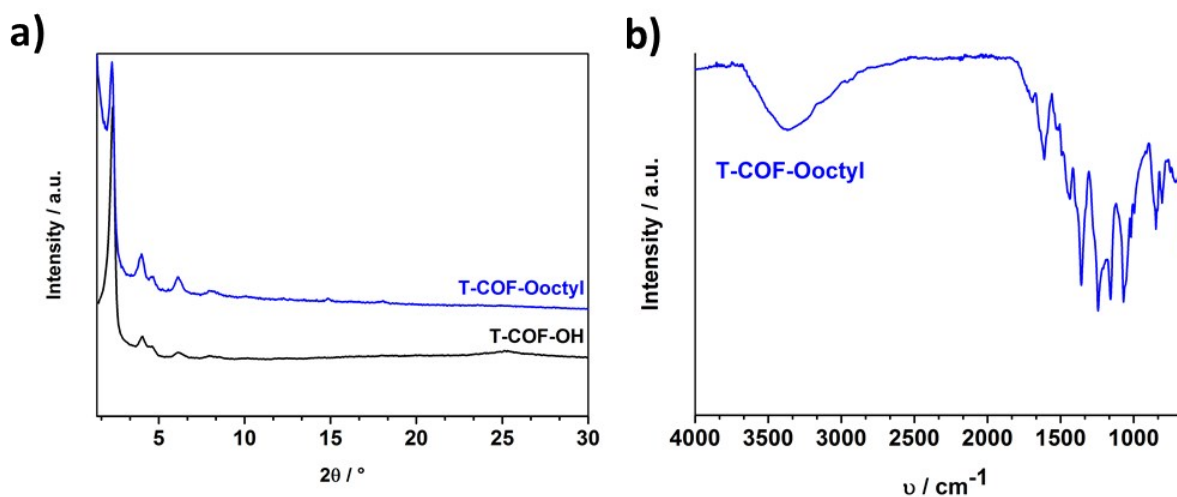 a)
Intensity / a.u.
T-COF-Ooctyl
T-COF-OH
5 10 15 20 25 30
2θ / °
b)
Intensity / a.u.
T-COF-Ooctyl
4000 3500 3000 2500 2000 1500 1000
υ / cm⁻¹